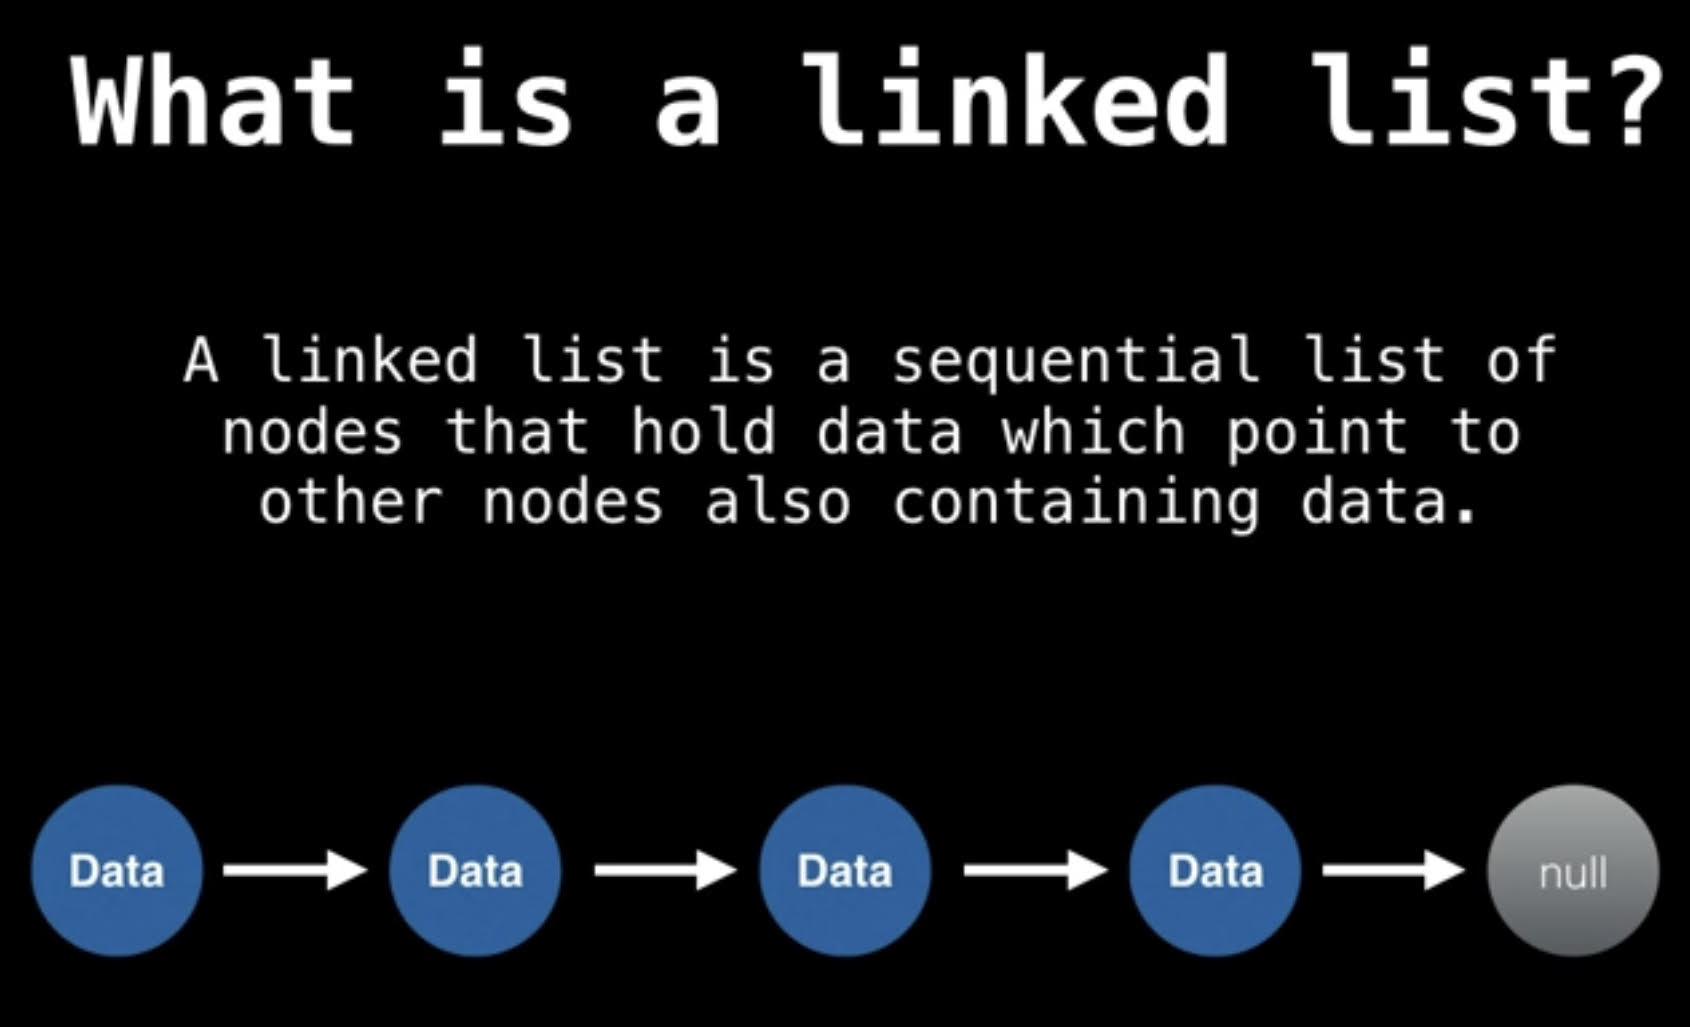 What is a linked list?
A linked list is a sequential list of
nodes that hold data which point to
other nodes also containing data.
Data
Data
Data
Data
null